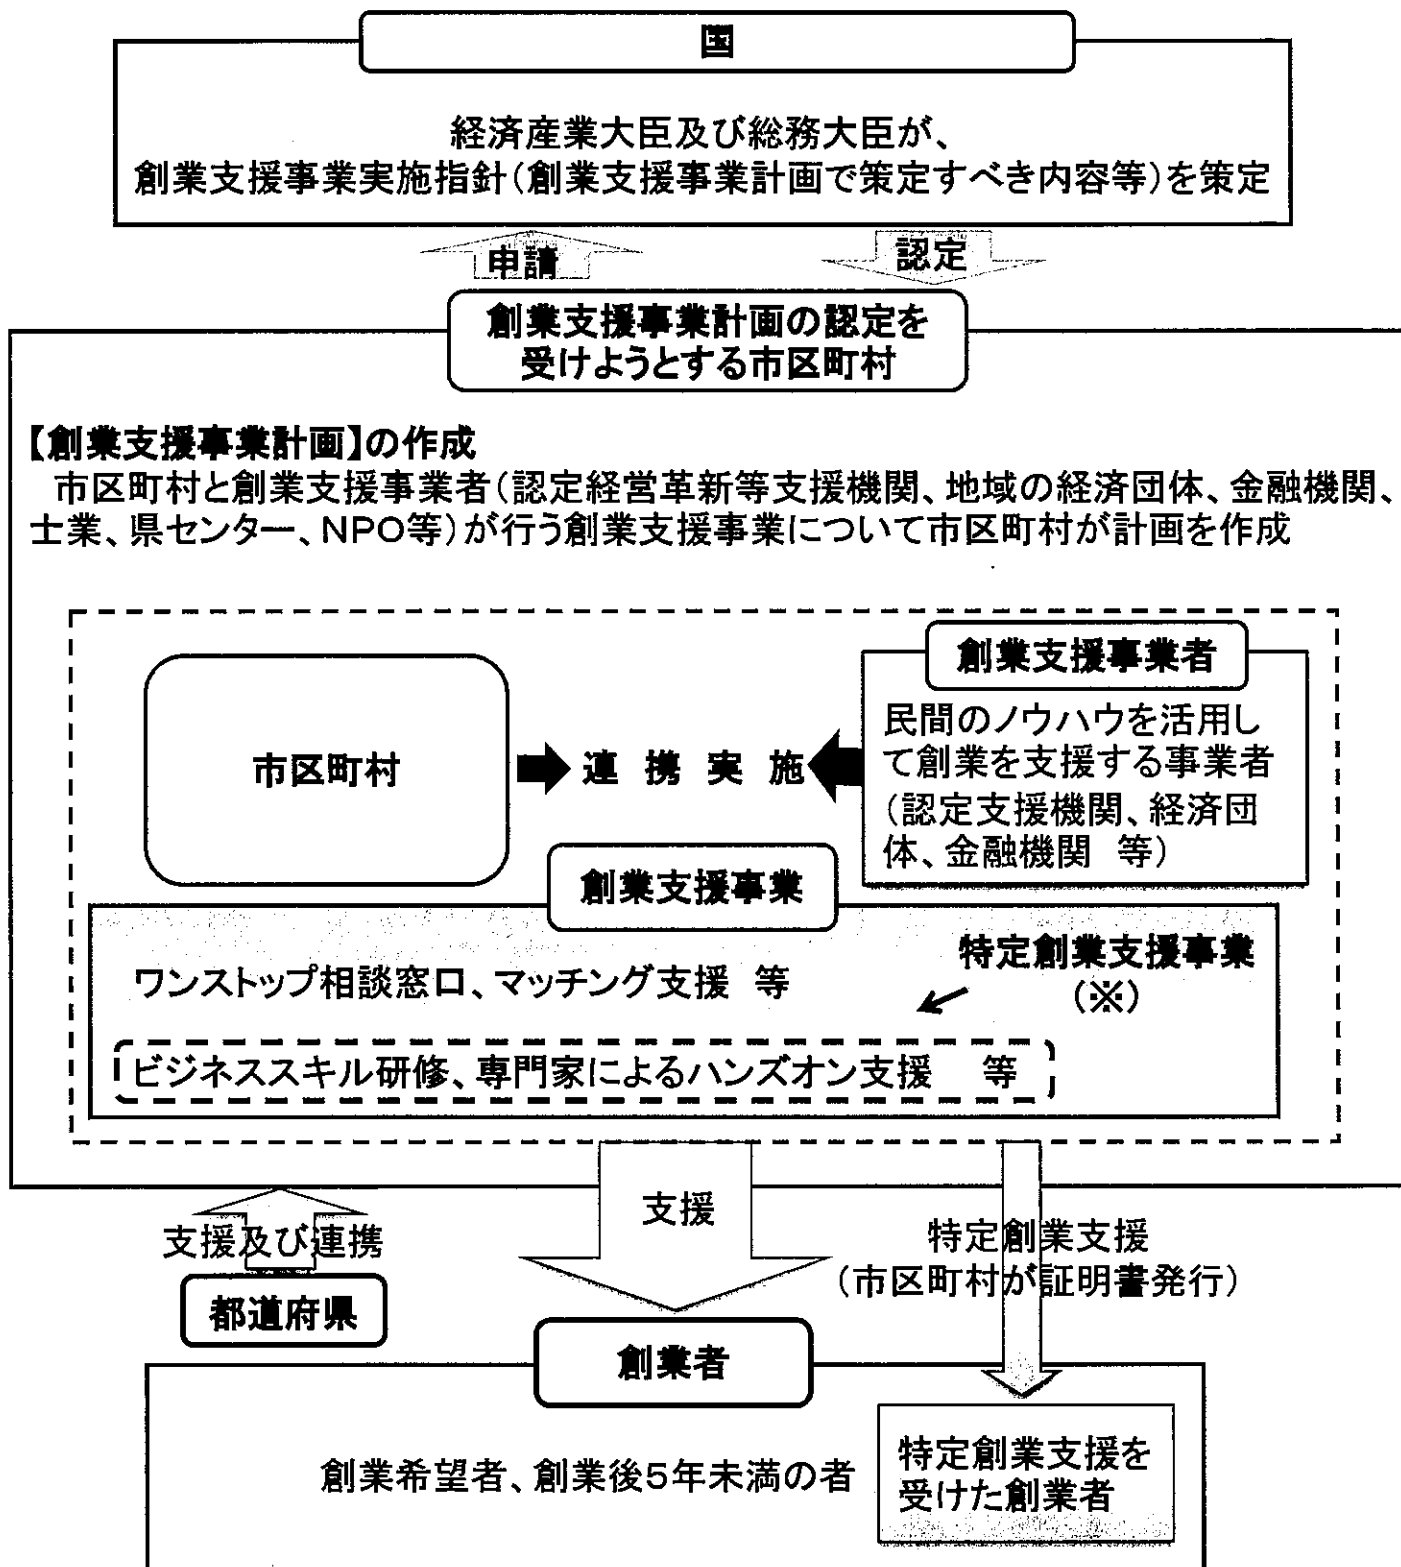 国
経済産業大臣及び総務大臣が、
創業支援事業実施指針（創業支援事業計画で策定すべき内容等）を策定
申請
認定
創業支援事業計画の認定を
受けようとする市区町村
【創業支援事業計画】の作成
市区町村と創業支援事業者（認定経営革新等支援機関、地域の経済団体、金融機関、
士業、県センター、NPO等）が行う創業支援事業について市区町村が計画を作成
市区町村
連携実施
創業支援事業者
民間のノウハウを活用し
て創業を支援する事業者
（認定支援機関、経済団
体、金融機関 等）
創業支援事業
ワンストップ相談窓口、マッチング支援 等
特定創業支援事業
（※）
ビジネススキル研修、専門家によるハンズオン支援 等
支援及び連携
都道府県
支援
特定創業支援
（市区町村が証明書発行）
創業者
創業希望者、創業後5年未満の者
特定創業支援を
受けた創業者